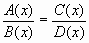 A(x)/B(x) = C(x)/D(x)